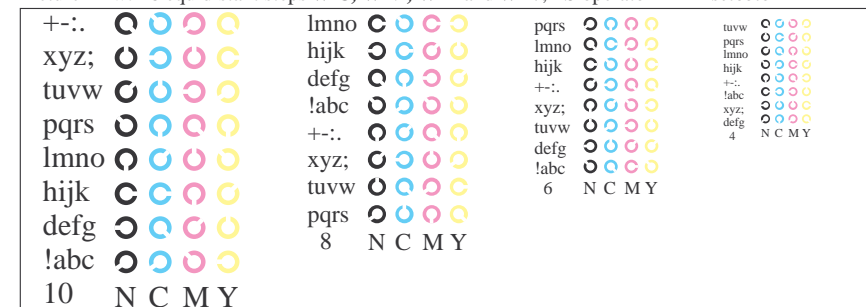 +-:.
xyz;
tuvw
pqrs
lmno
hijk
defg
!abc
10 N C M Y
lmno
hijk
defg
!abc
+-:.
xyz;
tuvw
pqrs
8 N C M Y
pqrs
lmno
hijk
+-:.
xyz;
tuvw
defg
!abc
6 N C M Y
tuvw
pqrs
lmno
hijk
+-:.
!abc
xyz;
defg
4 N C M Y